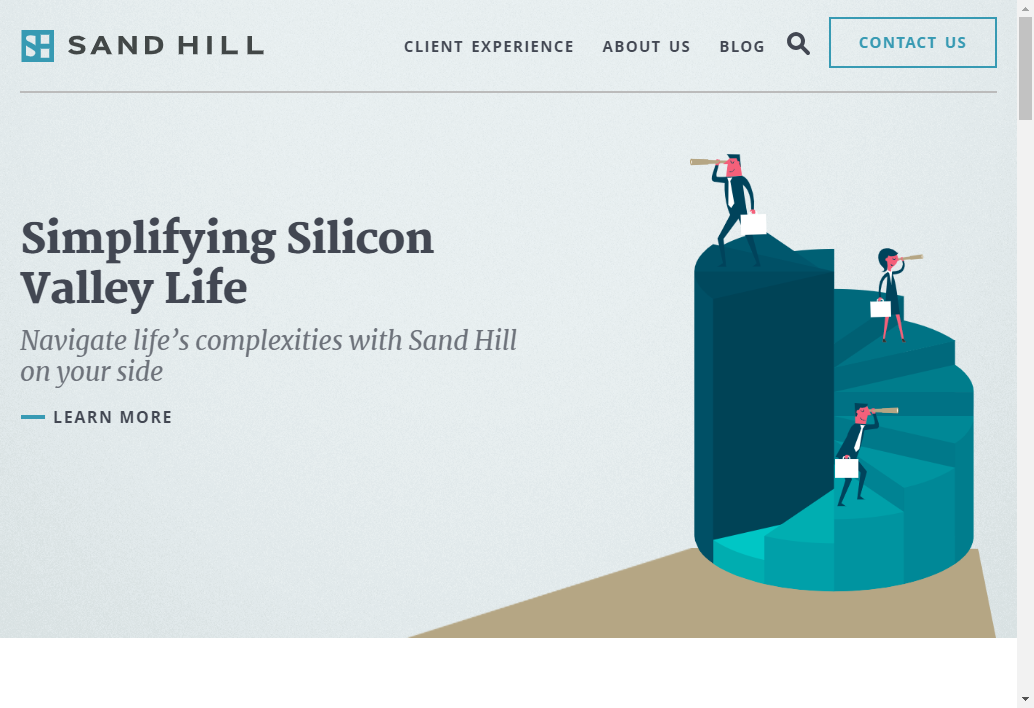 SAND HILL
CLIENT EXPERIENCE
ABOUT US
BLOG
CONTACT US
Simplifying Silicon
Valley Life
Navigate life’s complexities with Sand Hill
on your side
LEARN MORE